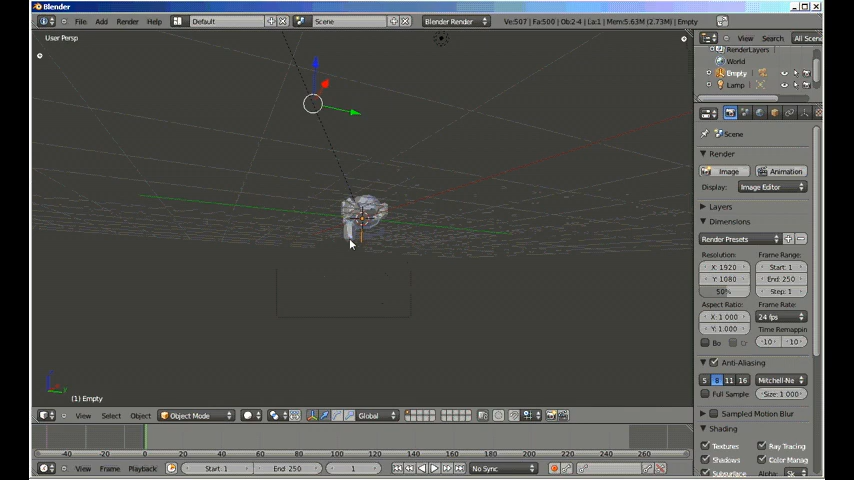 Blender
File Add Render Help Default Scene Blender Render Ve:507 | Fa:500 | Ob:2-4 | La:1 | Mem:5.63M (2.73M) | Empty
User Persp
View Search All Scen
RenderLayers
World
Empty
Lamp
Scene
Render
Image Animation
Display: Image Editor
Layers
Dimensions
Render Presets
Resolution: Frame Range:
X: 1920 Start: 1
Y: 1080 End: 250
50% Step: 1
Aspect Ratio: Frame Rate:
X: 1.000 24 fps
Y: 1.000 Time Remappin
Bo 10 10
Anti-Aliasing
5 8 11 16 Mitchell-Ne
Full Sample Size: 1.000
Sampled Motion Blur
Shading
Textures Ray Tracing
Shadows Color Manag
Subsurface Alpha: Sk
(1) Empty
View Select Object Object Mode Global
-40 -20 0 20 40 60 80 100 120 140 160 180 200 220 240 260
View Frame Playback Start: 1 End: 250 1 No Sync